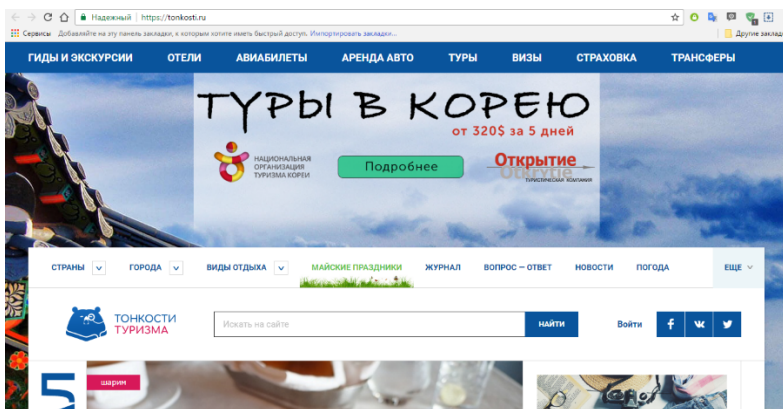 Надежный | https://tonkosti.ru
Сервисы Добавляйте на эту панель закладки, к которым хотите иметь быстрый доступ. Импортировать закладки...
Другие заклад
ГИДЫ И ЭКСКУРСИИ ОТЕЛИ АВИАБИЛЕТЫ АРЕНДА АВТО ТУРЫ ВИЗЫ СТРАХОВКА ТРАНСФЕРЫ
ТУРЫ В КОРЕЮ
от 320$ за 5 дней
НАЦИОНАЛЬНАЯ
ОРГАНИЗАЦИЯ
ТУРИЗМА КОРЕИ
Подробнее
Открытие
Otkrytie
ТУРИСТИЧЕСКАЯ КОМПАНИЯ
СТРАНЫ ГОРОДА ВИДЫ ОТДЫХА МАЙСКИЕ ПРАЗДНИКИ ЖУРНАЛ ВОПРОС — ОТВЕТ НОВОСТИ ПОГОДА ЕЩЕ
ТОНКОСТИ
ТУРИЗМА
Искать на сайте
НАЙТИ
Войти
5
шарим